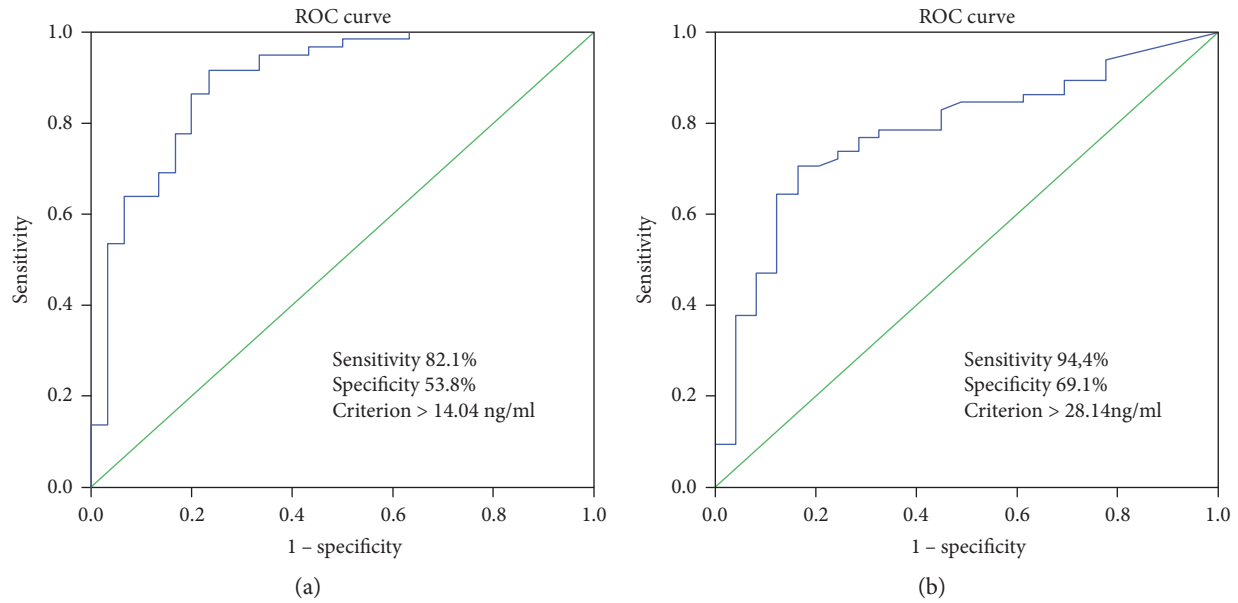 ROC curve
1.0
0.8
0.6
0.4
0.2
0.0
Sensitivity
Sensitivity 82.1%
Specificity 53.8%
Criterion > 14.04 ng/ml
0.0 0.2 0.4 0.6 0.8 1.0
1 – specificity
(a)
ROC curve
1.0
0.8
0.6
0.4
0.2
0.0
Sensitivity
Sensitivity 94,4%
Specificity 69.1%
Criterion > 28.14ng/ml
0.0 0.2 0.4 0.6 0.8 1.0
1 – specificity
(b)